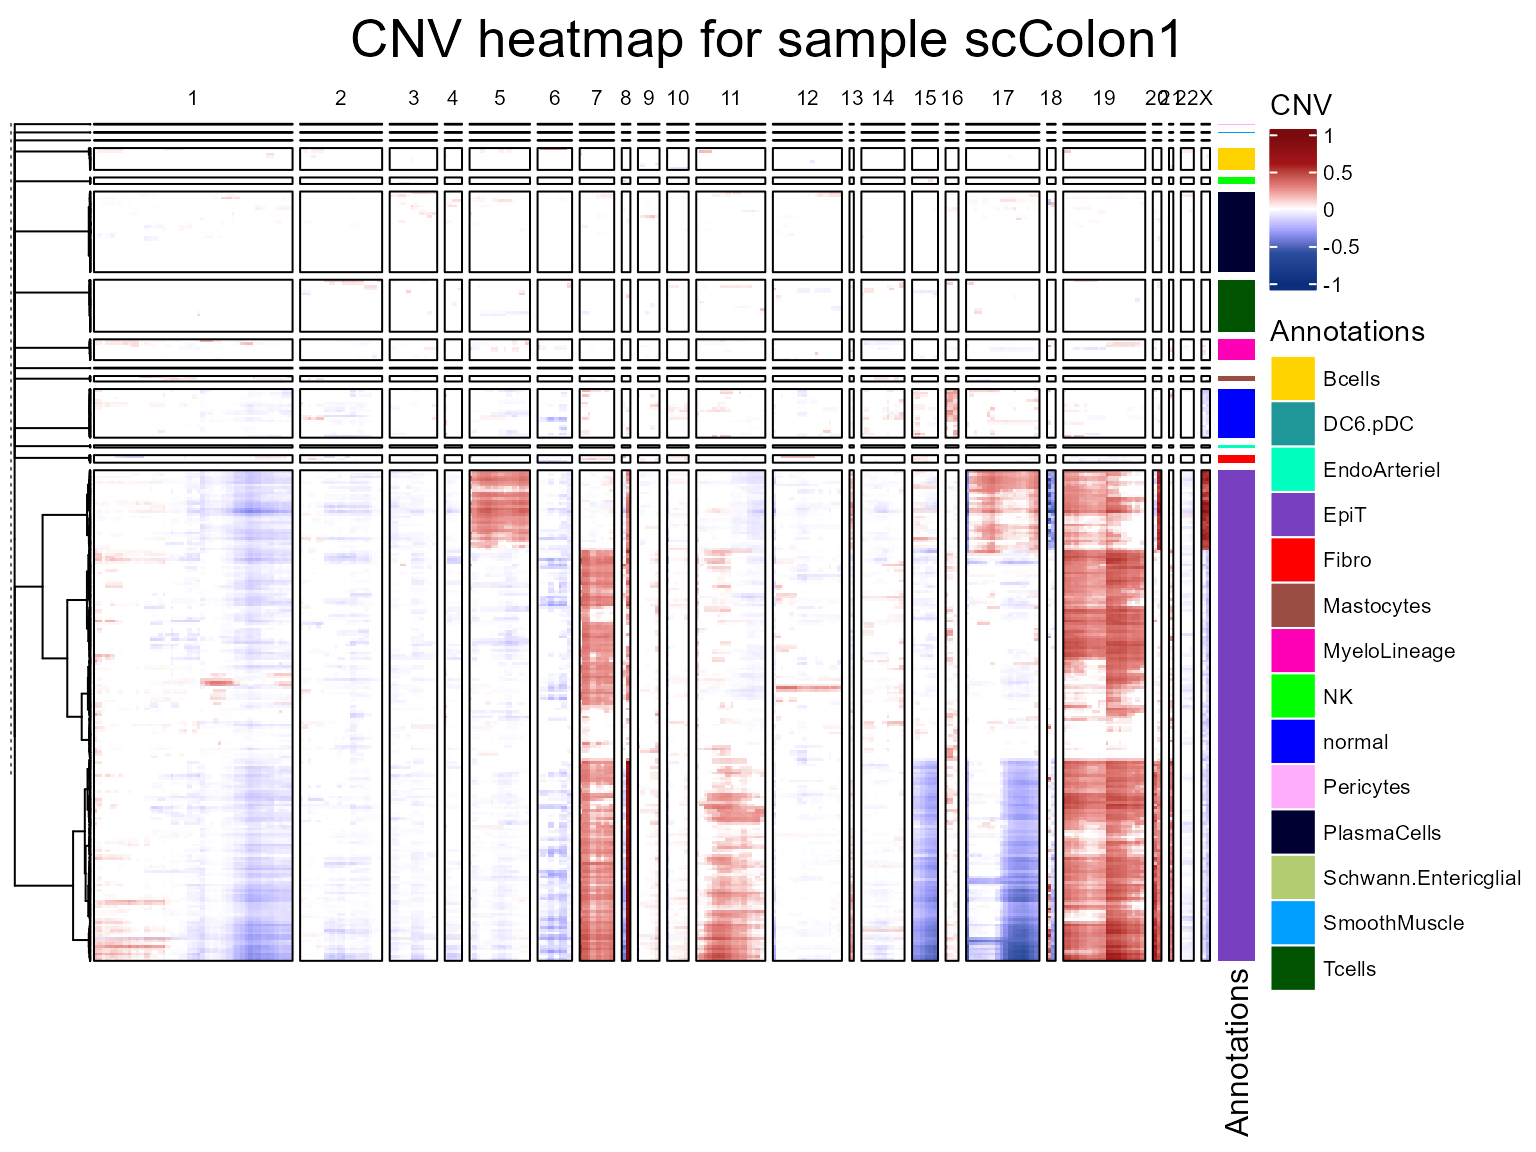 CNV heatmap for sample scColon1
1 2 3 4 5 6 7 8 9 10 11 12 13 14 15 16 17 18 19 20 21 22 X
CNV
1
0.5
0
-0.5
-1
Annotations
Bcells
DC6.pDC
EndoArteriel
EpiT
Fibro
Mastocytes
MyeloLineage
NK
normal
Pericytes
PlasmaCells
Schwann.Entericglial
SmoothMuscle
Tcells
Annotations